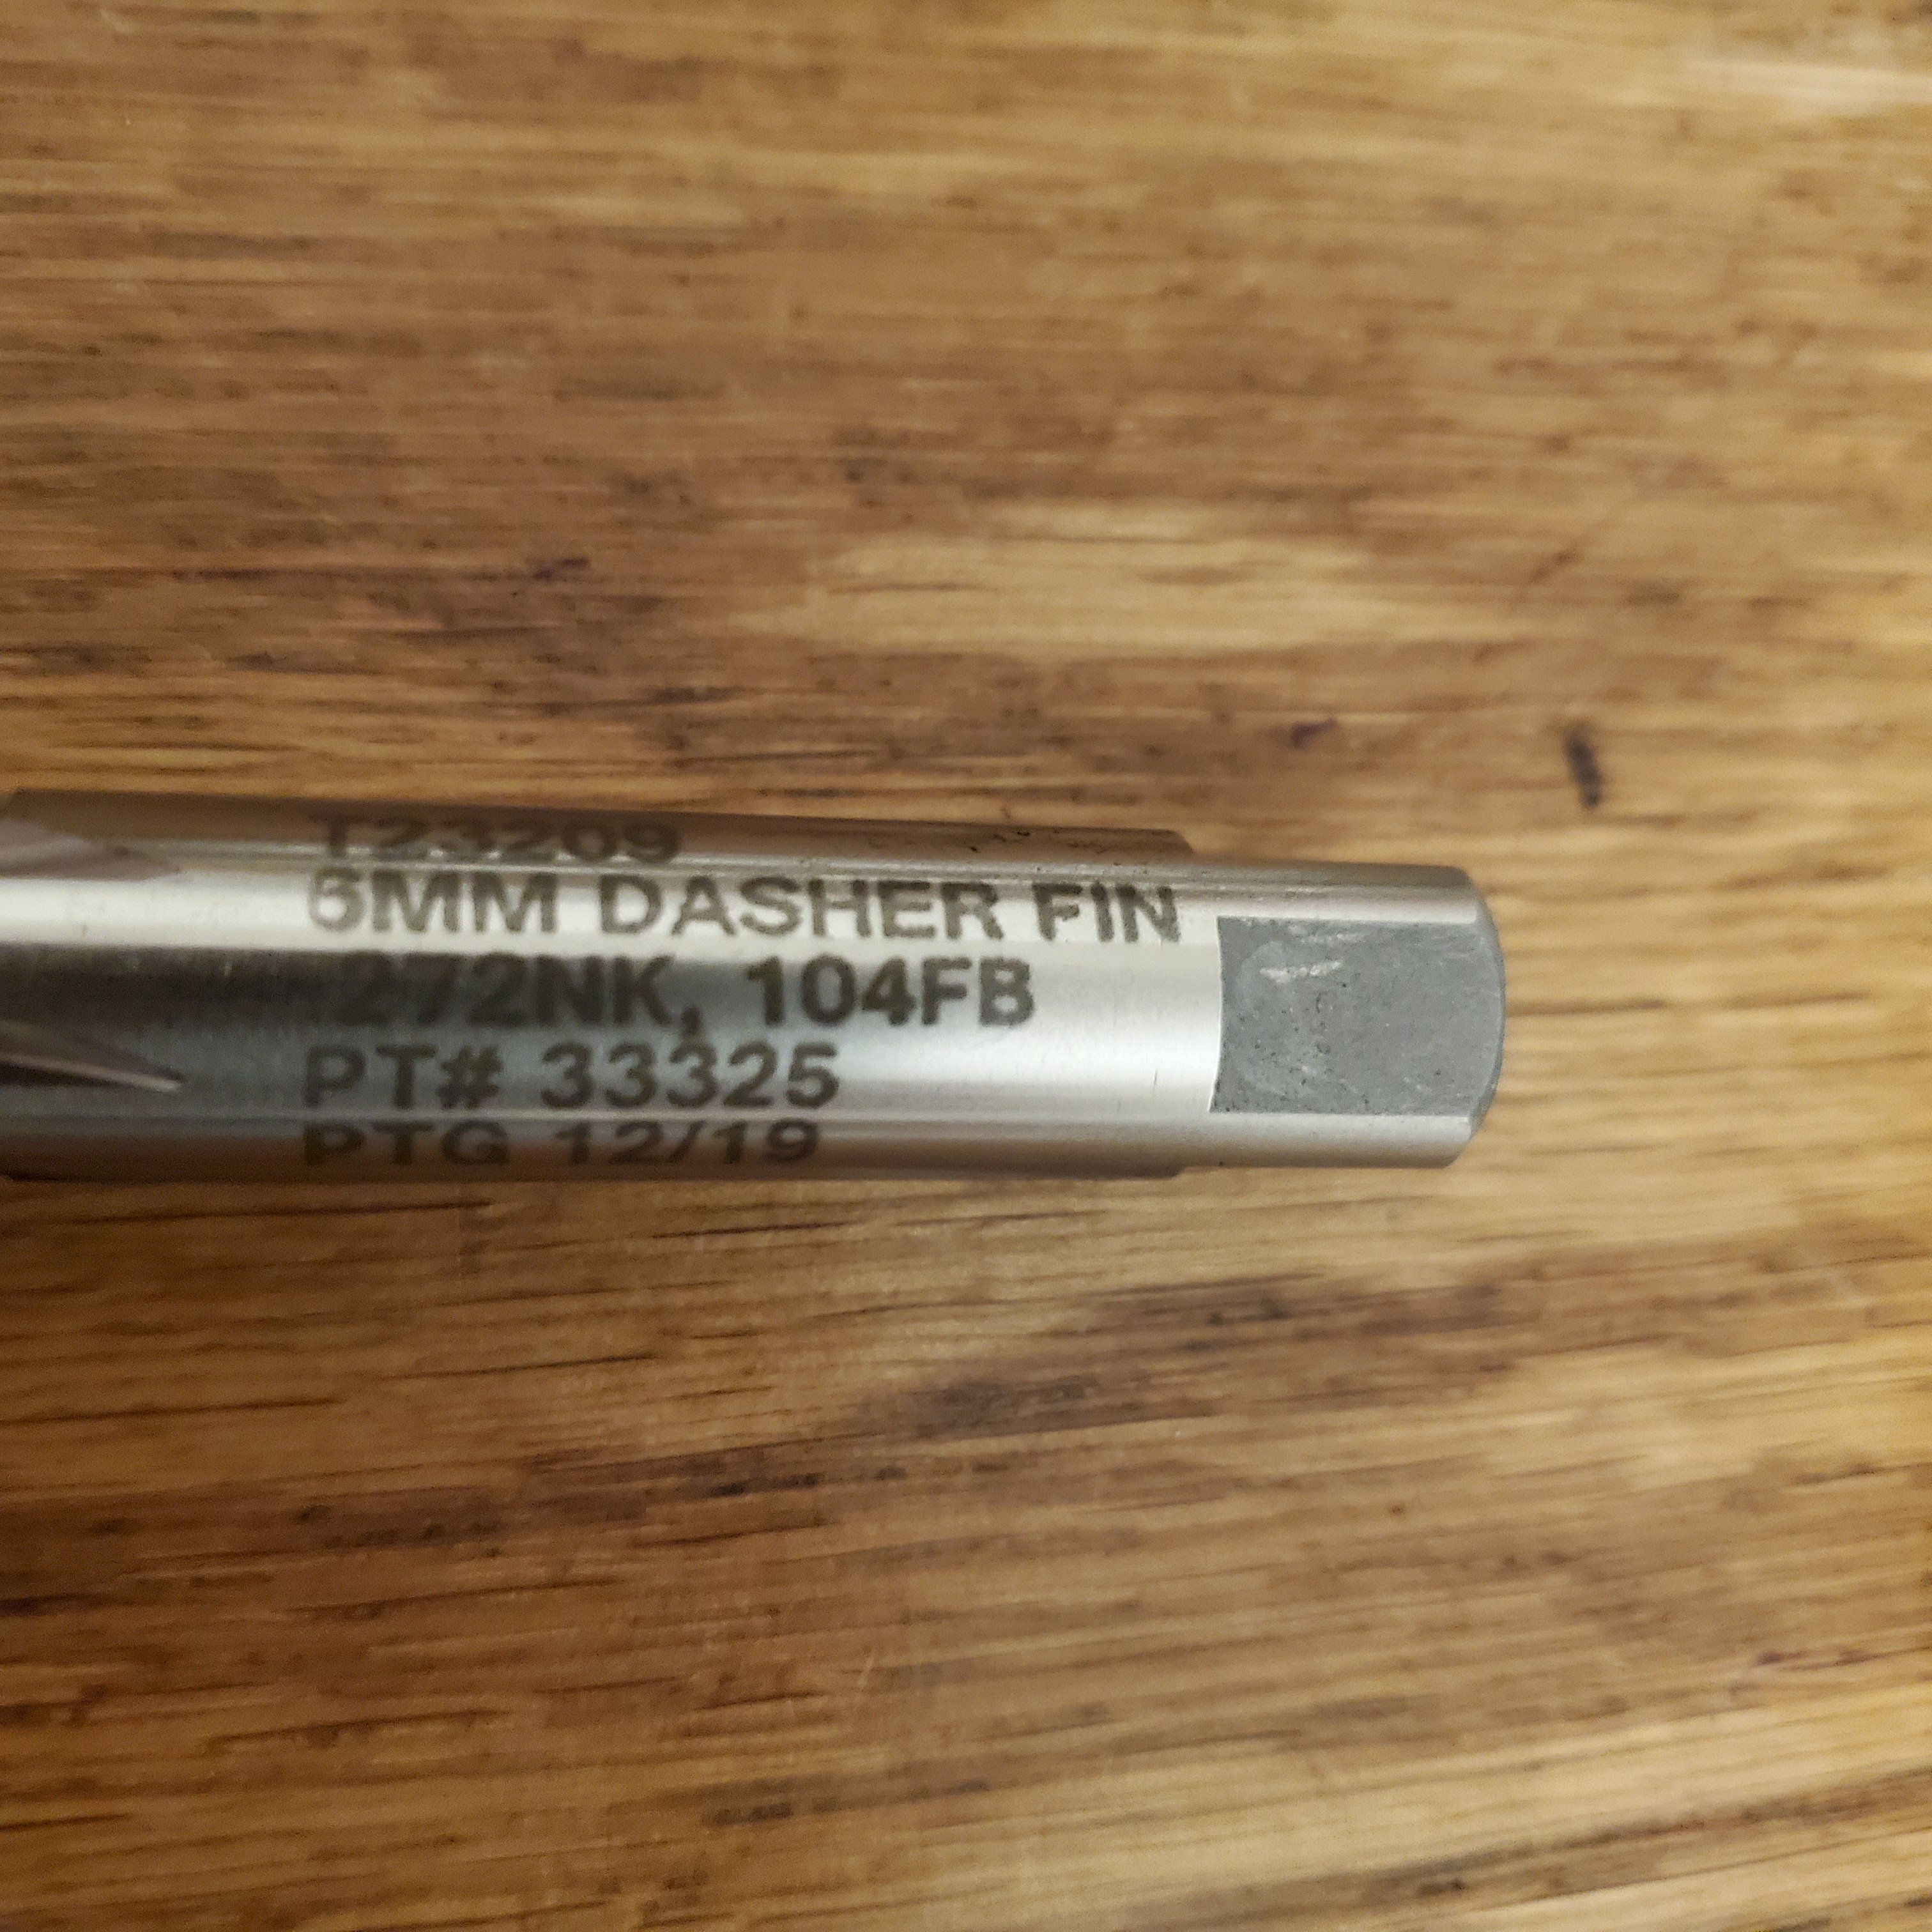 T23209
6MM DASHER FIN
.272NK, 104FB
PT# 33325
PTG 12/19